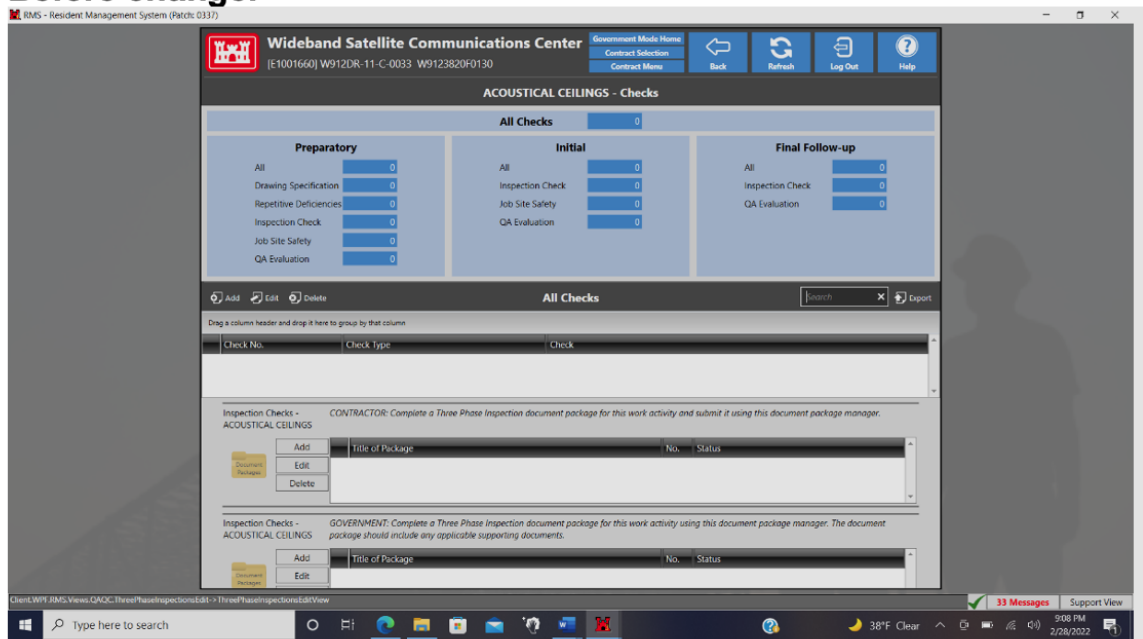 Before change:
RMS - Resident Management System (Patch: 0337)
Wideband Satellite Communications Center
[E1001660] W912DR-11-C-0033 W9123820F0130
Government Mode Home
Contract Selection
Contract Menu
Back
Refresh
Log Out
Help
ACOUSTICAL CEILINGS - Checks
All Checks 0
Preparatory
All 0
Drawing Specification 0
Repetitive Deficiencies 0
Inspection Check 0
Job Site Safety 0
QA Evaluation 0
Initial
All 0
Inspection Check 0
Job Site Safety 0
QA Evaluation 0
Final Follow-up
All 0
Inspection Check 0
QA Evaluation 0
Add Edit Delete
All Checks
Search
Export
Drag a column header and drop it here to group by that column
Check No. Check Type Check
Inspection Checks -
ACOUSTICAL CEILINGS
CONTRACTOR: Complete a Three Phase Inspection document package for this work activity and submit it using this document package manager.
Document
Packages
Add
Edit
Delete
Title of Package No. Status
Inspection Checks -
ACOUSTICAL CEILINGS
GOVERNMENT: Complete a Three Phase Inspection document package for this work activity using this document package manager. The document
package should include any applicable supporting documents.
Document
Packages
Add
Edit
Title of Package No. Status
Client.WPF.RMS.Views.QAQC.ThreePhaseInspectionsEdit->ThreePhaseInspectionsEditView
33 Messages
Support View
Type here to search
38°F Clear
9:08 PM
2/28/2022